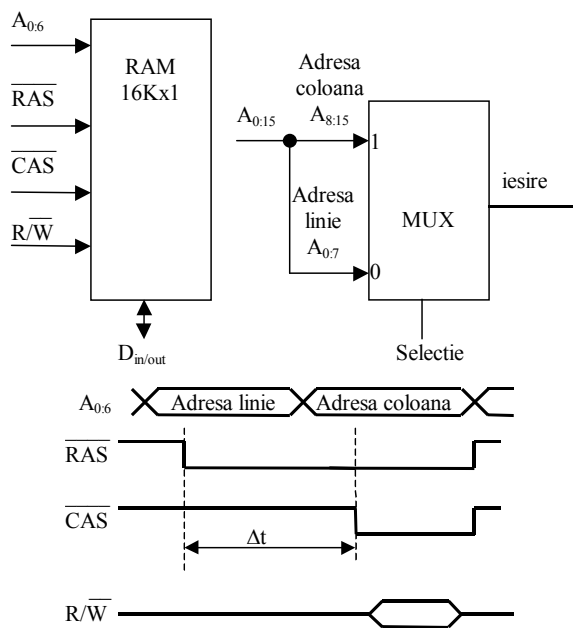 A0:6
RAS
CAS
R/W
RAM
16Kx1
Din/out
A0:15
Adresa
coloana
A8:15
1
Adresa
linie
A0:7
0
MUX
iesire
Selectie
A0:6 Adresa linie Adresa coloana
RAS
CAS
Δt
R/W